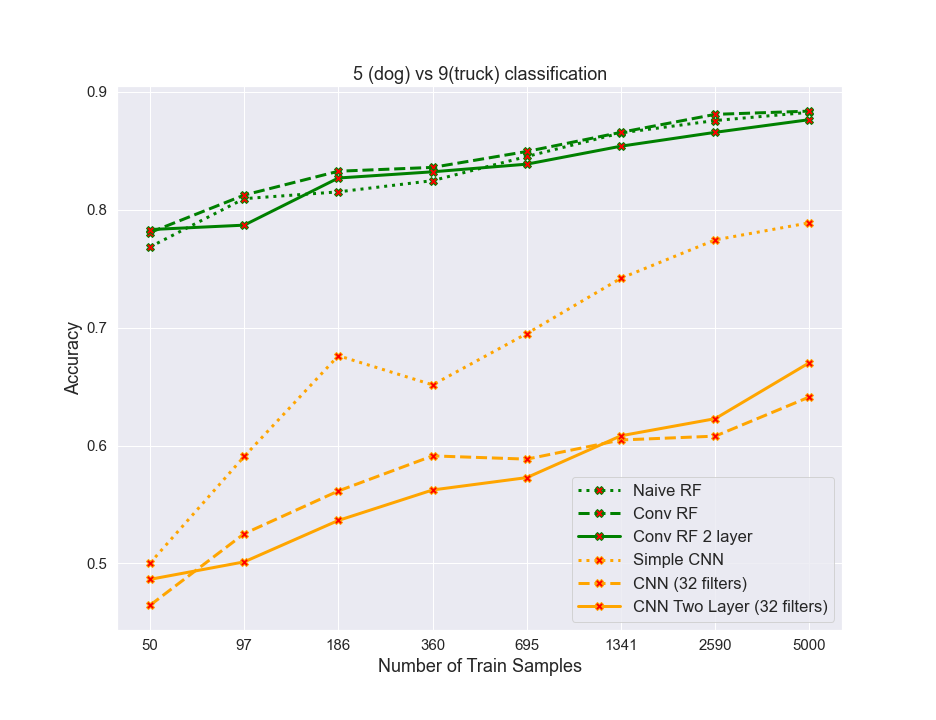 5 (dog) vs 9(truck) classification
0.9
0.8
0.7
0.6
0.5
Accuracy
Naive RF
Conv RF
Conv RF 2 layer
Simple CNN
CNN (32 filters)
CNN Two Layer (32 filters)
50 97 186 360 695 1341 2590 5000
Number of Train Samples